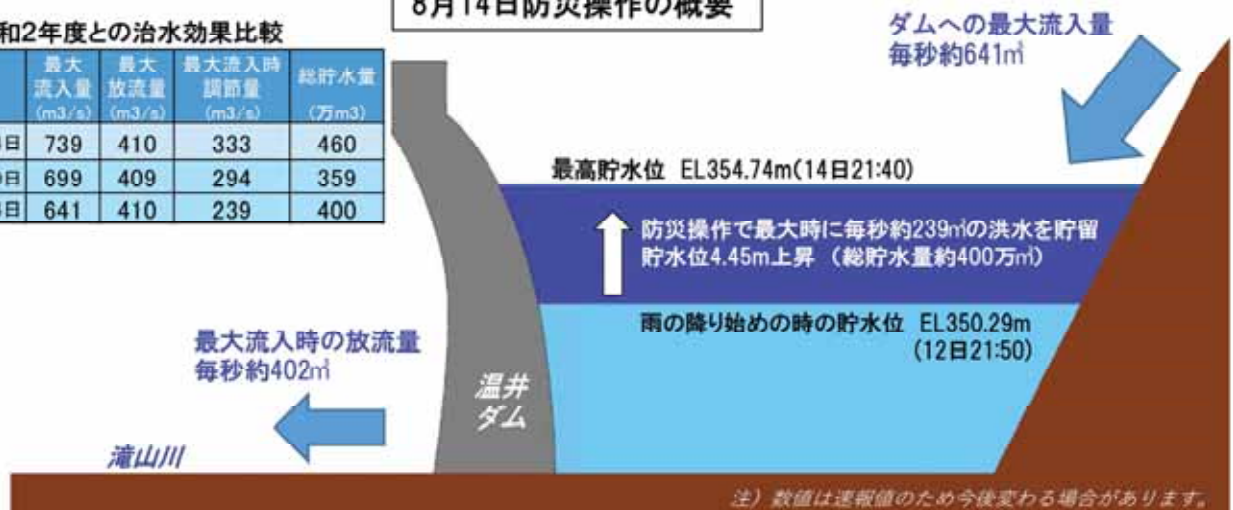 8月14日防災操作の概要
和2年度との治水効果比較
最大流入量(m3/s) 最大放流量(m3/s) 最大流入時調節量(m3/s) 総貯水量(万m3)
日 739 410 333 460
日 699 409 294 359
日 641 410 239 400
ダムへの最大流入量
毎秒約641㎥
最高貯水位 EL354.74m(14日21:40)
防災操作で最大時に毎秒約239㎥の洪水を貯留
貯水位4.45m上昇 (総貯水量約400万㎥)
雨の降り始めの時の貯水位 EL350.29m
(12日21:50)
最大流入時の放流量
毎秒約402㎥
温井
ダム
滝山川
注) 数値は速報値のため今後変わる場合があります。